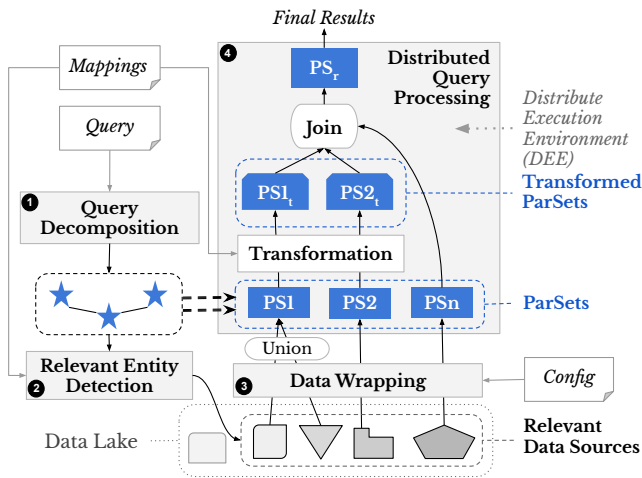 Final Results
Mappings
4
PSr
Distributed
Query
Processing
Query
Join
Distribute
Execution
Environment
(DEE)
1
Query
Decomposition
PS1t
PS2t
Transformed
ParSets
Transformation
PS1
PS2
PSn
ParSets
Union
Relevant Entity
Detection
2
3
Data Wrapping
Config
Data Lake
Relevant
Data Sources